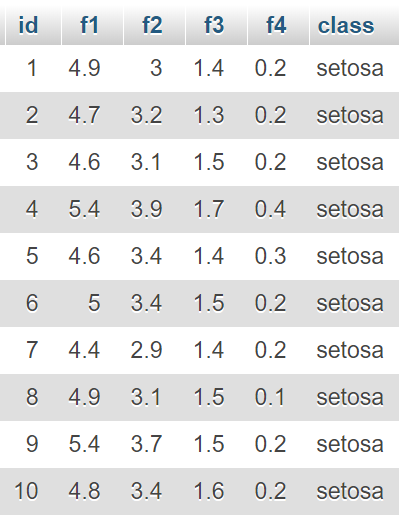 id f1 f2 f3 f4 class
1 4.9 3 1.4 0.2 setosa
2 4.7 3.2 1.3 0.2 setosa
3 4.6 3.1 1.5 0.2 setosa
4 5.4 3.9 1.7 0.4 setosa
5 4.6 3.4 1.4 0.3 setosa
6 5 3.4 1.5 0.2 setosa
7 4.4 2.9 1.4 0.2 setosa
8 4.9 3.1 1.5 0.1 setosa
9 5.4 3.7 1.5 0.2 setosa
10 4.8 3.4 1.6 0.2 setosa